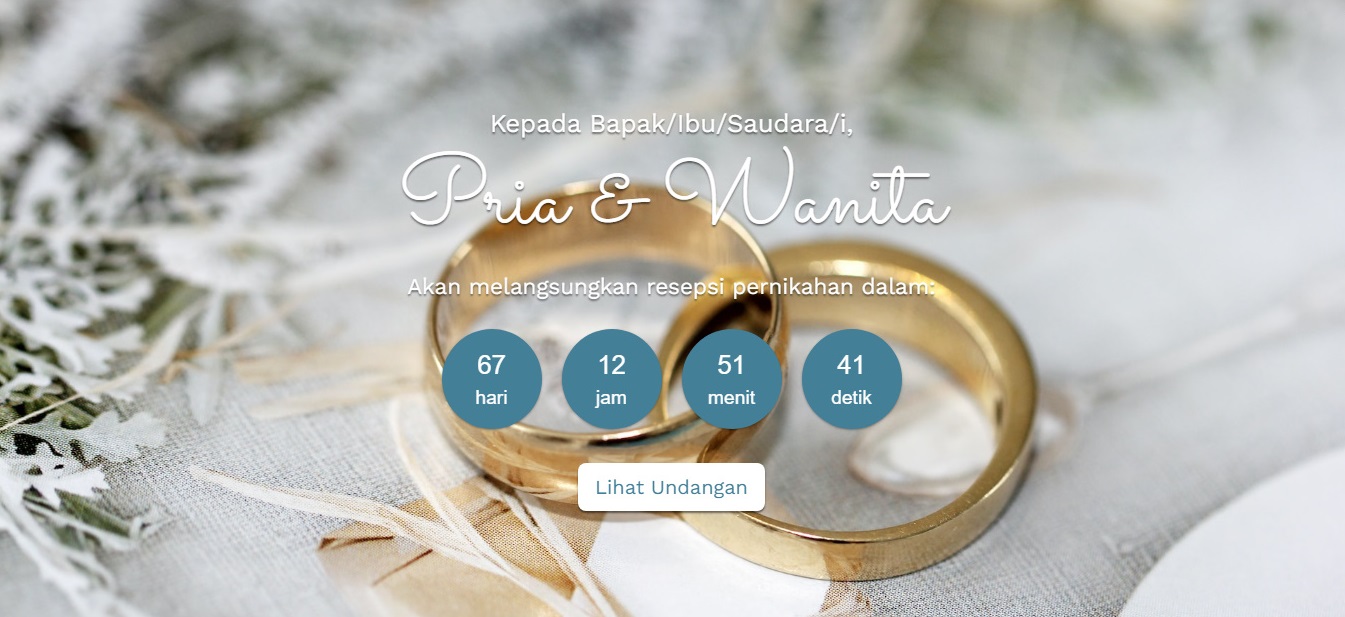 Kepada Bapak/Ibu/Saudara/i,
Pria & Wanita
Akan melangsungkan resepsi pernikahan dalam:
67 12 51 41
hari jam menit detik
Lihat Undangan